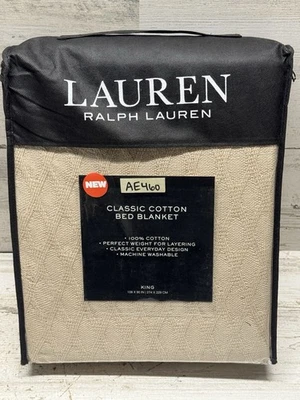 LAUREN
RALPH LAUREN
NEW
AE460
CLASSIC COTTON
BED BLANKET
• 100% COTTON
• PERFECT WEIGHT FOR LAYERING
• CLASSIC EVERYDAY DESIGN
• MACHINE WASHABLE
KING